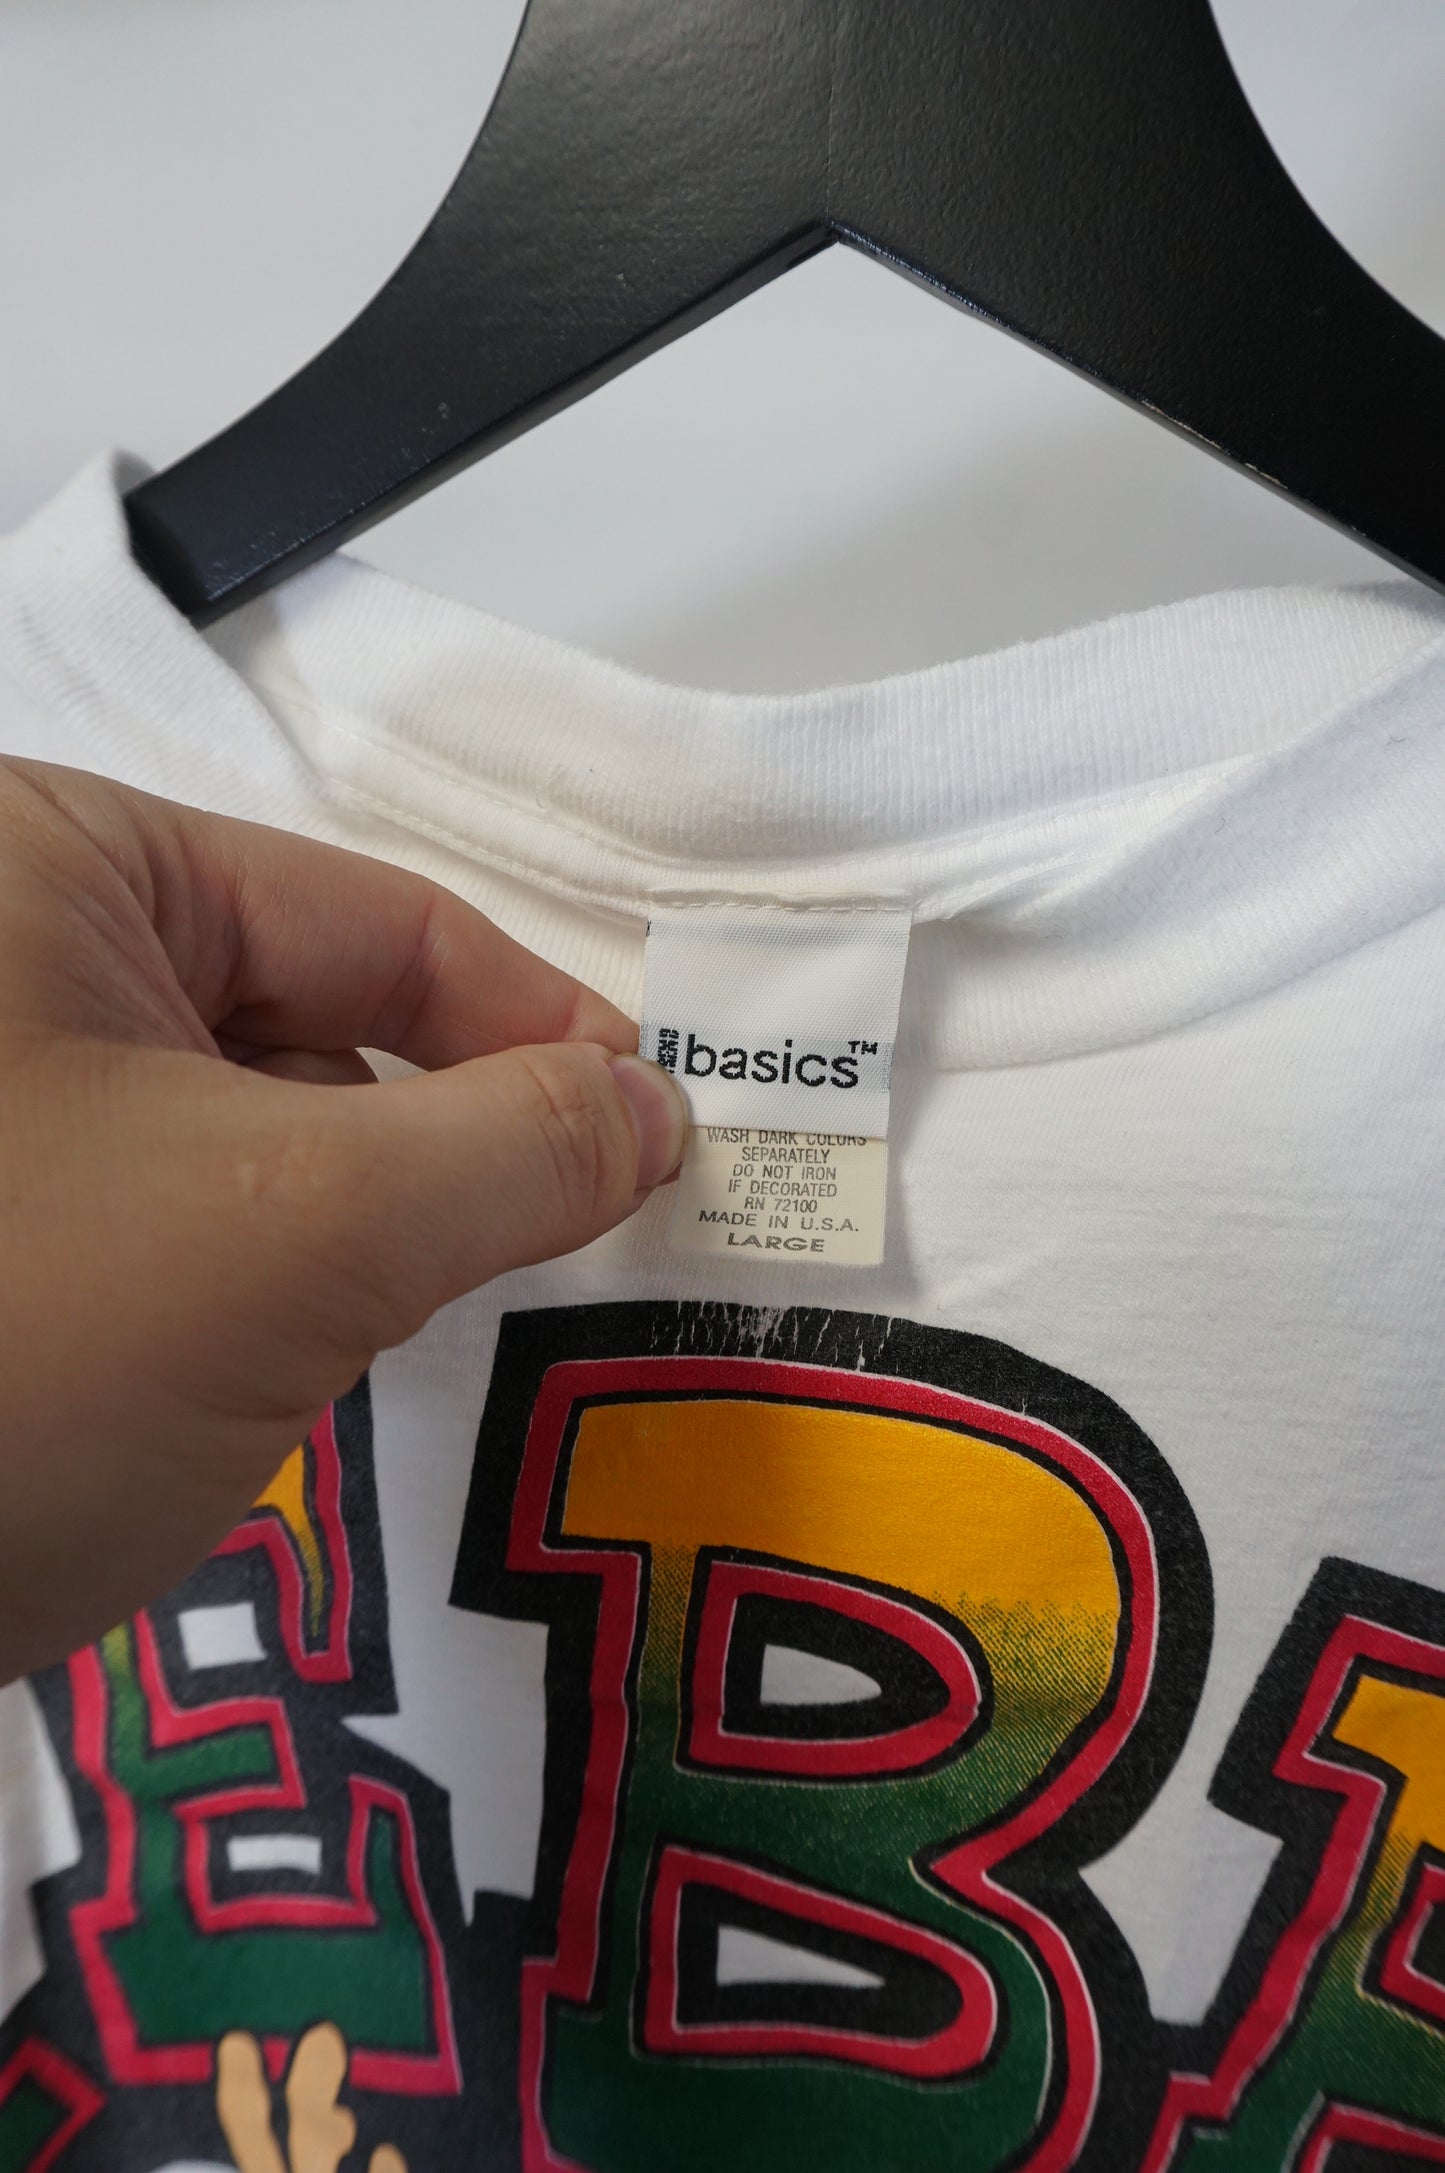 basics™
WASH DARK COLORS
SEPARATELY
DO NOT IRON
IF DECORATED
RN 72100
MADE IN U.S.A.
LARGE
B